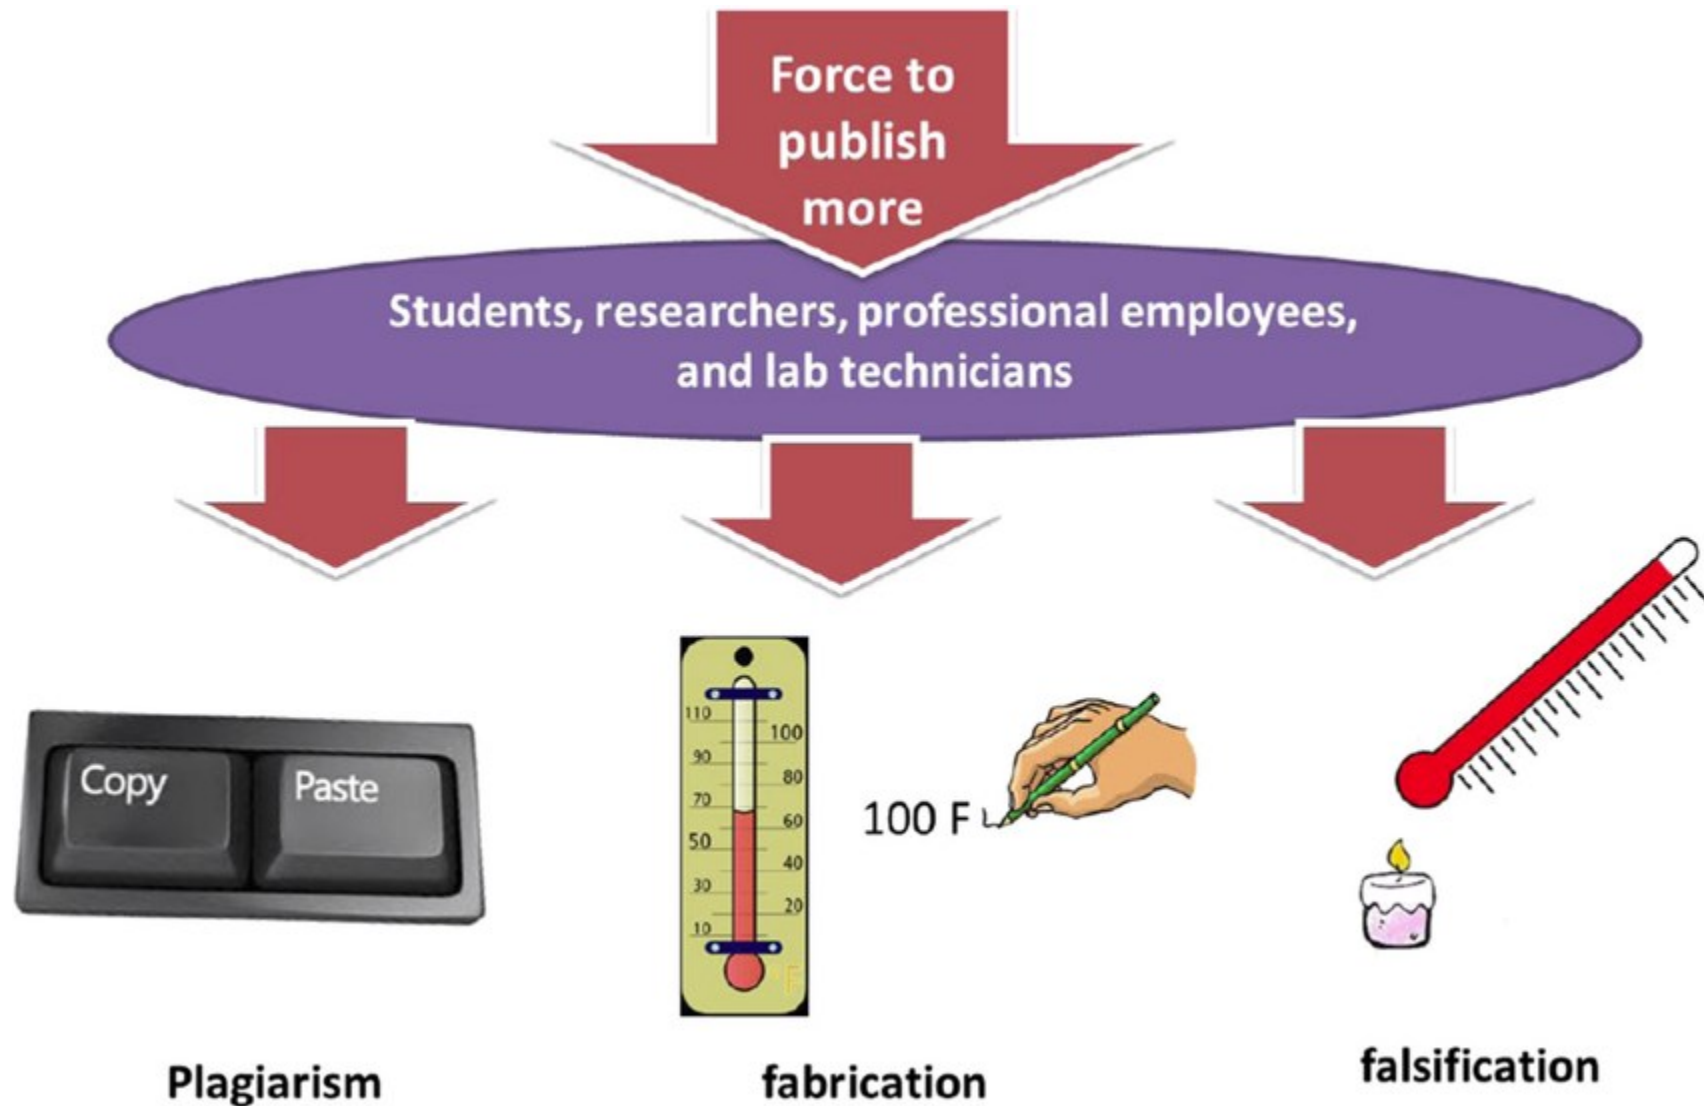 Force to
publish
more
Students, researchers, professional employees,
and lab technicians
Copy
Paste
110
100
90
80
70
60
50
40
30
20
10
F
100 F
Plagiarism
fabrication
falsification